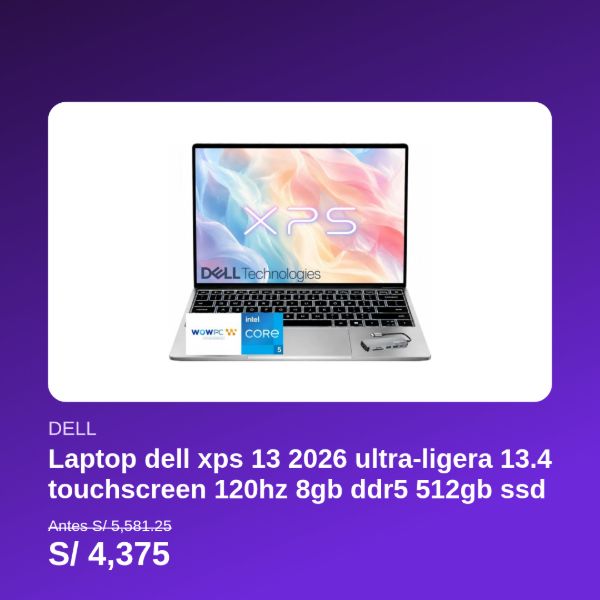 XPS
DELL Technologies
WOWPC W
intel
CORE
5
DELL
Laptop dell xps 13 2026 ultra-ligera 13.4
touchscreen 120hz 8gb ddr5 512gb ssd
Antes S/ 5,581.25
S/ 4,375